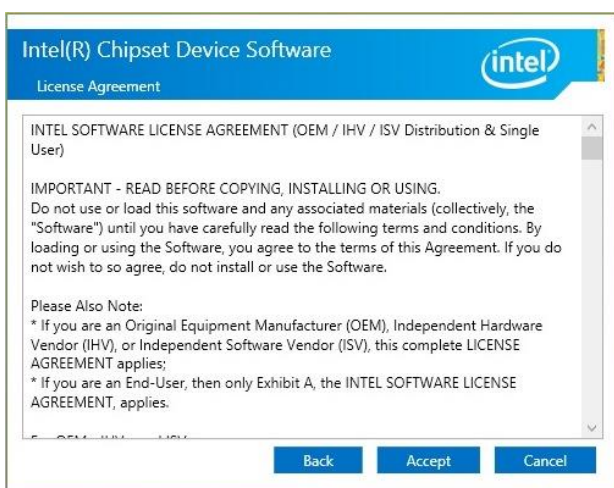 Intel(R) Chipset Device Software
intel
License Agreement
INTEL SOFTWARE LICENSE AGREEMENT (OEM / IHV / ISV Distribution & Single
User)
IMPORTANT - READ BEFORE COPYING, INSTALLING OR USING.
Do not use or load this software and any associated materials (collectively, the
"Software") until you have carefully read the following terms and conditions. By
loading or using the Software, you agree to the terms of this Agreement. If you do
not wish to so agree, do not install or use the Software.
Please Also Note:
* If you are an Original Equipment Manufacturer (OEM), Independent Hardware
Vendor (IHV), or Independent Software Vendor (ISV), this complete LICENSE
AGREEMENT applies;
* If you are an End-User, then only Exhibit A, the INTEL SOFTWARE LICENSE
AGREEMENT, applies.
Back Accept Cancel